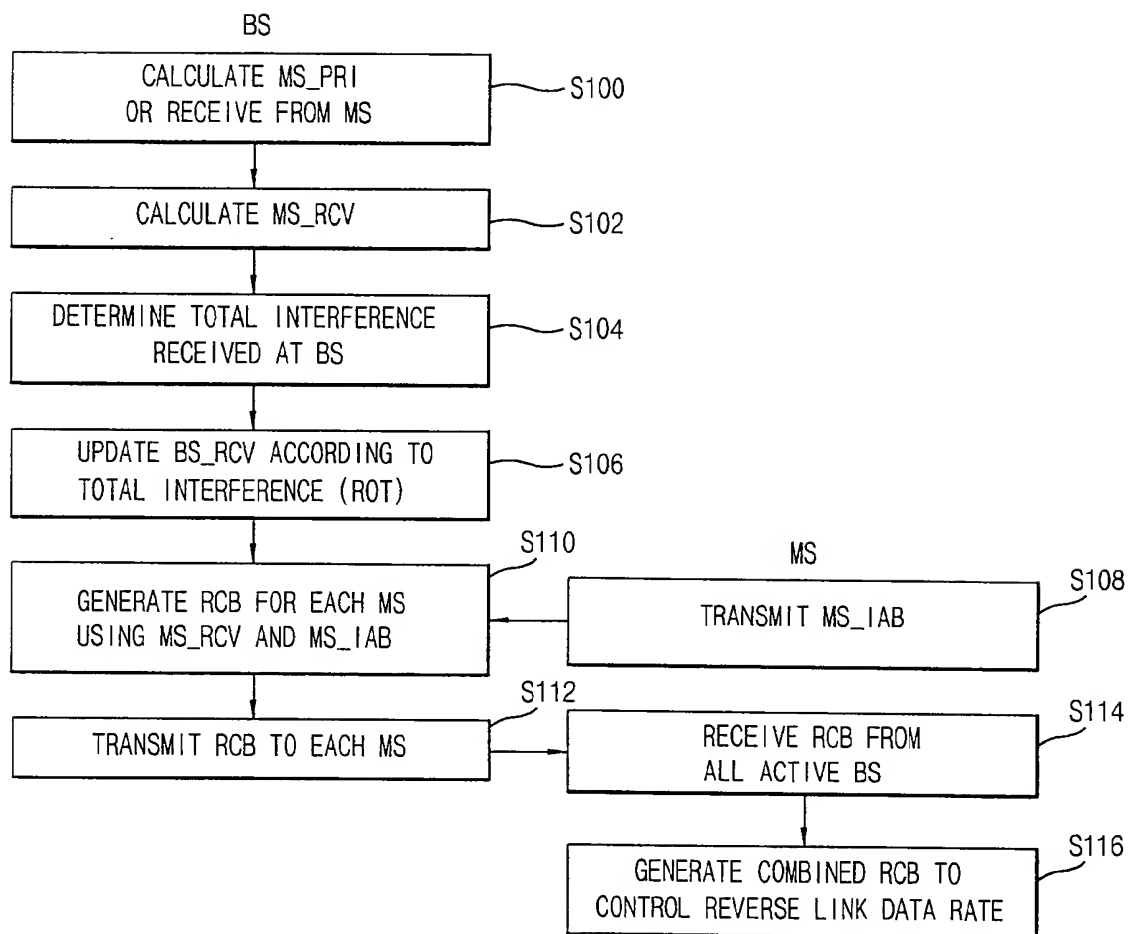 BS
CALCULATE MS_PRI
OR RECEIVE FROM MS
S100
CALCULATE MS_RCV
S102
DETERMINE TOTAL INTERFERENCE
RECEIVED AT BS
S104
UPDATE BS_RCV ACCORDING TO
TOTAL INTERFERENCE (ROT)
S106
S110
GENERATE RCB FOR EACH MS
USING MS_RCV AND MS_IAB
MS
S108
TRANSMIT MS_IAB
S112
TRANSMIT RCB TO EACH MS
S114
RECEIVE RCB FROM
ALL ACTIVE BS
S116
GENERATE COMBINED RCB TO
CONTROL REVERSE LINK DATA RATE